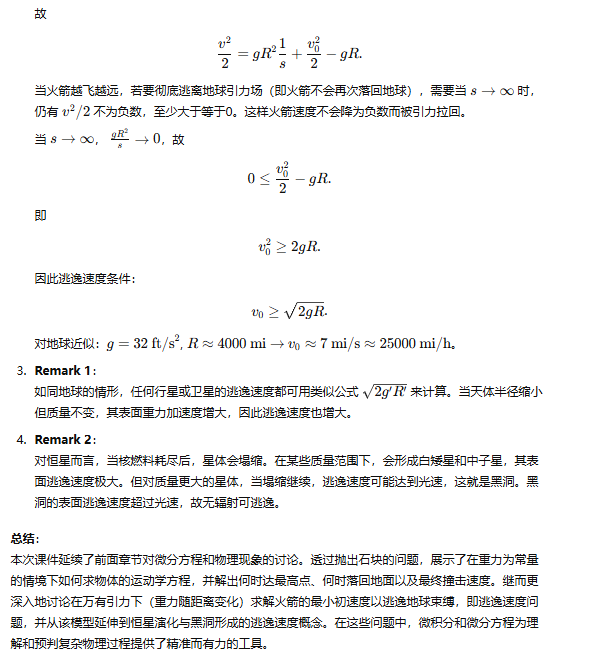 故
v²/2 = gR² 1/s + v₀²/2 − gR.
当火箭越飞越远，若要彻底逃离地球引力场（即火箭不会再次落回地球），需要当 s → ∞ 时，
仍有 v²/2 不为负数，至少大于等于0。这样火箭速度不会降为负数而被引力拉回。
当 s → ∞， gR²/s → 0，故
0 ≤ v₀²/2 − gR.
即
v₀² ≥ 2gR.
因此逃逸速度条件：
v₀ ≥ √2gR.
对地球近似：g = 32 ft/s², R ≈ 4000 mi → v₀ ≈ 7 mi/s ≈ 25000 mi/h。
3. Remark 1：
如同地球的情形，任何行星或卫星的逃逸速度都可用类似公式 √2g′R′ 来计算。当天体半径缩小
但质量不变，其表面重力加速度增大，因此逃逸速度也增大。
4. Remark 2：
对恒星而言，当核燃料耗尽后，星体会塌缩。在某些质量范围下，会形成白矮星和中子星，其表
面逃逸速度极大。但对质量更大的星体，当塌缩继续，逃逸速度可能达到光速，这就是黑洞。黑
洞的表面逃逸速度超过光速，故无辐射可逃逸。
总结：
本次课件延续了前面章节对微分方程和物理现象的讨论。透过抛出石块的问题，展示了在重力为常量
的情境下如何求物体的运动学方程，并解出何时达最高点、何时落回地面以及最终撞击速度。继而更
深入地讨论在万有引力下（重力随距离变化）求解火箭的最小初速度以逃逸地球束缚，即逃逸速度问
题，并从该模型延伸到恒星演化与黑洞形成的逃逸速度概念。在这些问题中，微积分和微分方程为理
解和预判复杂物理过程提供了精准而有力的工具。